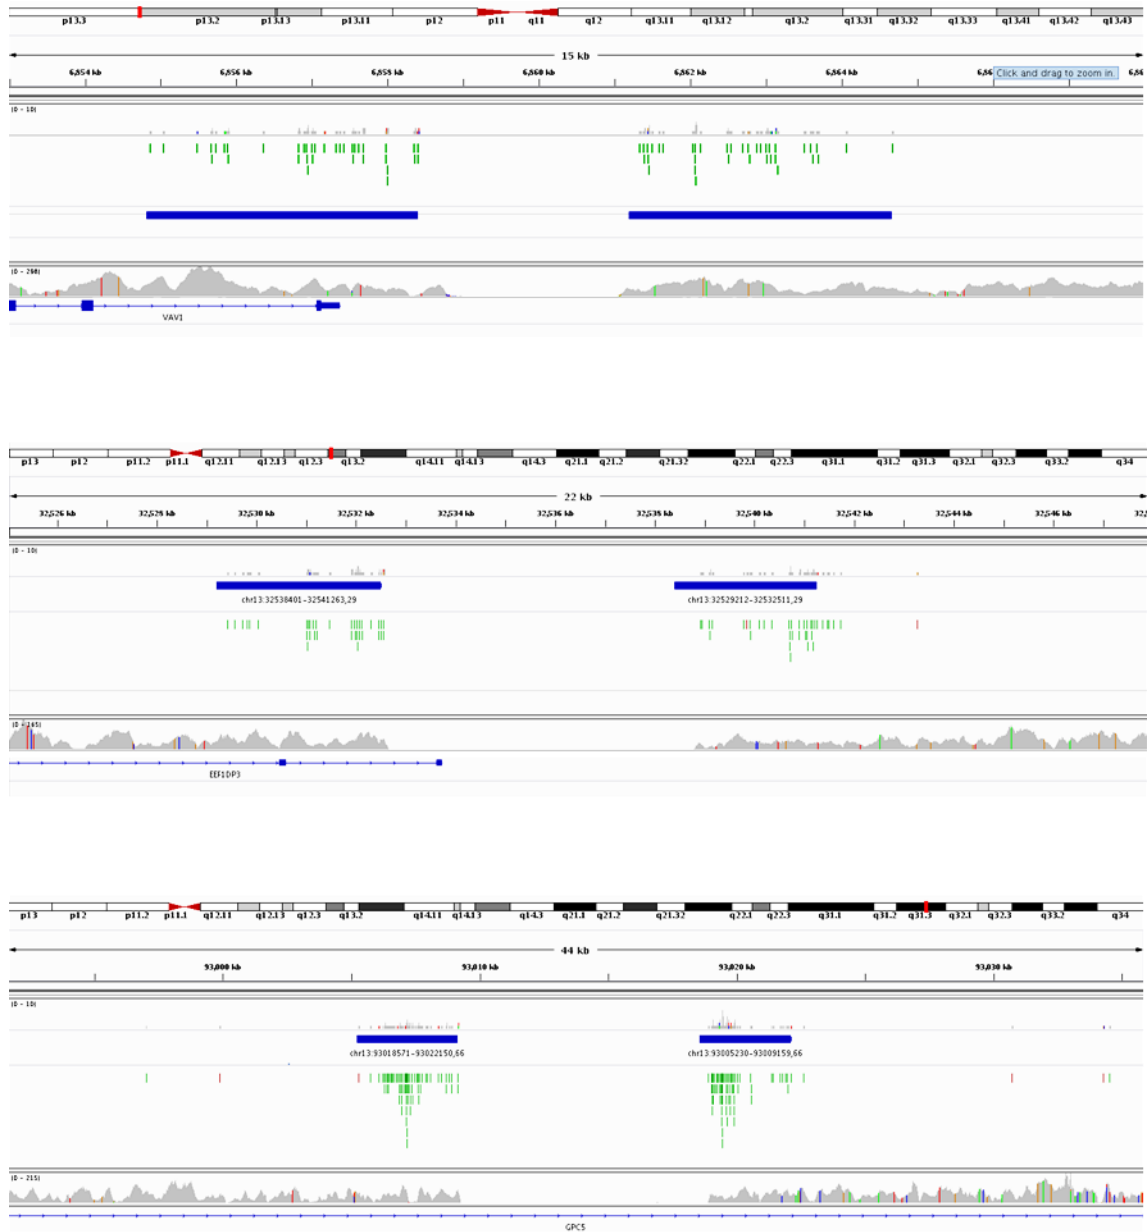 p13.3 p13.2 p13.13 p13.11 p12 p11 q11 q12 q13.11 q13.12 q13.2 q13.31 q13.32 q13.33 q13.41 q13.42 q13.43
15 kb
6,854 kb 6,856 kb 6,858 kb 6,860 kb 6,862 kb 6,864 kb 6,86 Click and drag to zoom in. 6,86
[0 - 10]
VAV1
p13 p12 p11.2 p11.1 q12.11 q12.13 q12.3 q13.2 q14.11 q14.13 q14.3 q21.1 q21.2 q21.32 q22.1 q22.3 q31.1 q31.2 q31.3 q32.1 q32.3 q33.2 q34
22 kb
32,526 kb 32,528 kb 32,530 kb 32,532 kb 32,534 kb 32,536 kb 32,538 kb 32,540 kb 32,542 kb 32,544 kb 32,546 kb
[0 - 10]
chr13:32538401-32541263,29 chr13:32529212-32532511,29
EEF1DP3
p13 p12 p11.2 p11.1 q12.11 q12.13 q12.3 q13.2 q14.11 q14.13 q14.3 q21.1 q21.2 q21.32 q22.1 q22.3 q31.1 q31.2 q31.3 q32.1 q32.3 q33.2 q34
44 kb
93,000 kb 93,010 kb 93,020 kb 93,030 kb
[0 - 10]
chr13:93018571-93022150,66 chr13:93005230-93009159,66
[0 - 215]
GPC5